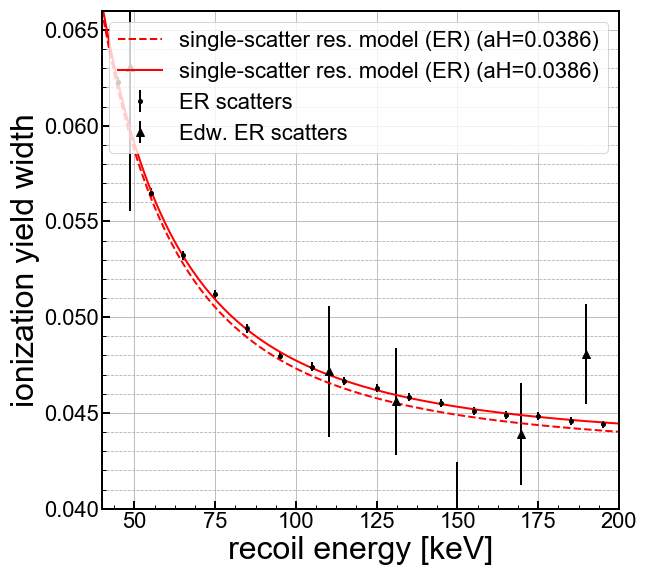 single-scatter res. model (ER) (aH=0.0386)
single-scatter res. model (ER) (aH=0.0386)
ER scatters
Edw. ER scatters
ionization yield width
0.065
0.060
0.055
0.050
0.045
0.040
50 75 100 125 150 175 200
recoil energy [keV]